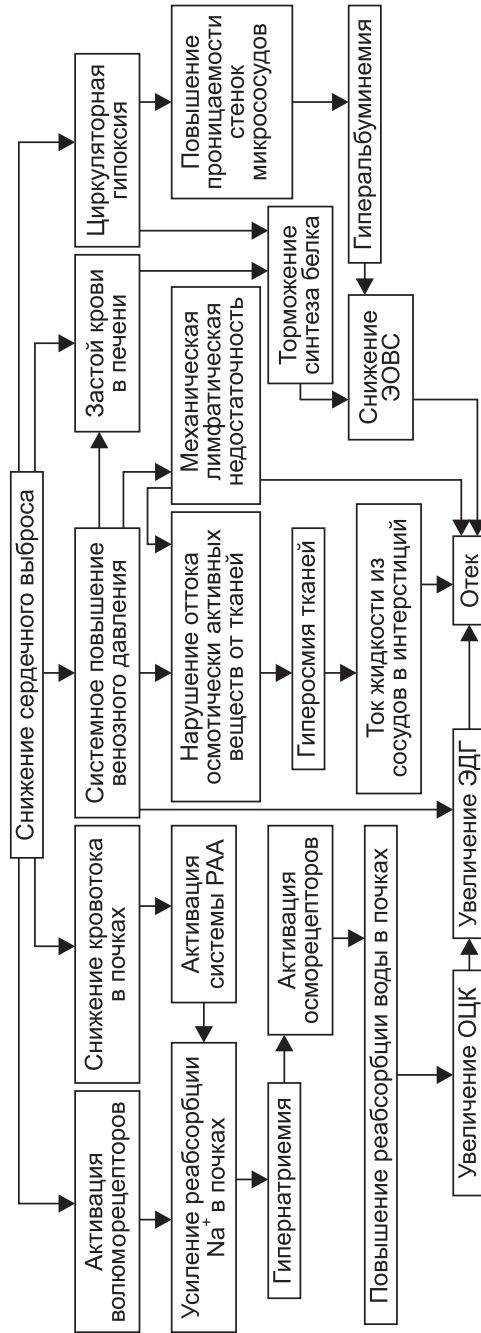 Снижение сердечного выброса
Активация
волюморецепторов
Снижение кровотока
в почках
Системное повышение
венозного давления
Застой крови
в печени
Циркуляторная
гипоксия
Усиление реабсорбции
Na⁺ в почках
Активация
системы РАА
Нарушение оттока
осмотически активных
веществ от тканей
Механическая
лимфатическая
недостаточность
Повышение
проницаемости
стенок
микрососудов
Гипернатриемия
Активация
осморецепторов
Гиперосмия тканей
Торможение
синтеза белка
Ток жидкости из
сосудов в интерстиций
Снижение
ЭОВС
Гиперальбуминемия
Повышение реабсорбции воды в почках
Увеличение ОЦК
Увеличение ЭДГ
Отек